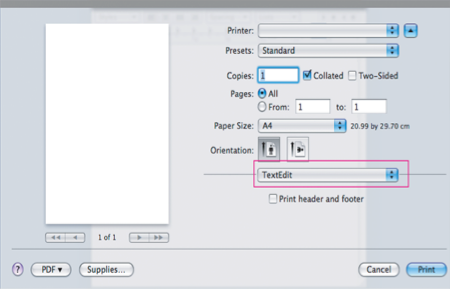 Printer:
Presets: Standard
Copies: 1 Collated Two-Sided
Pages: All
From: 1 to: 1
Paper Size: A4 20.99 by 29.70 cm
Orientation:
TextEdit
Print header and footer
1 of 1
? PDF Supplies... Cancel Print